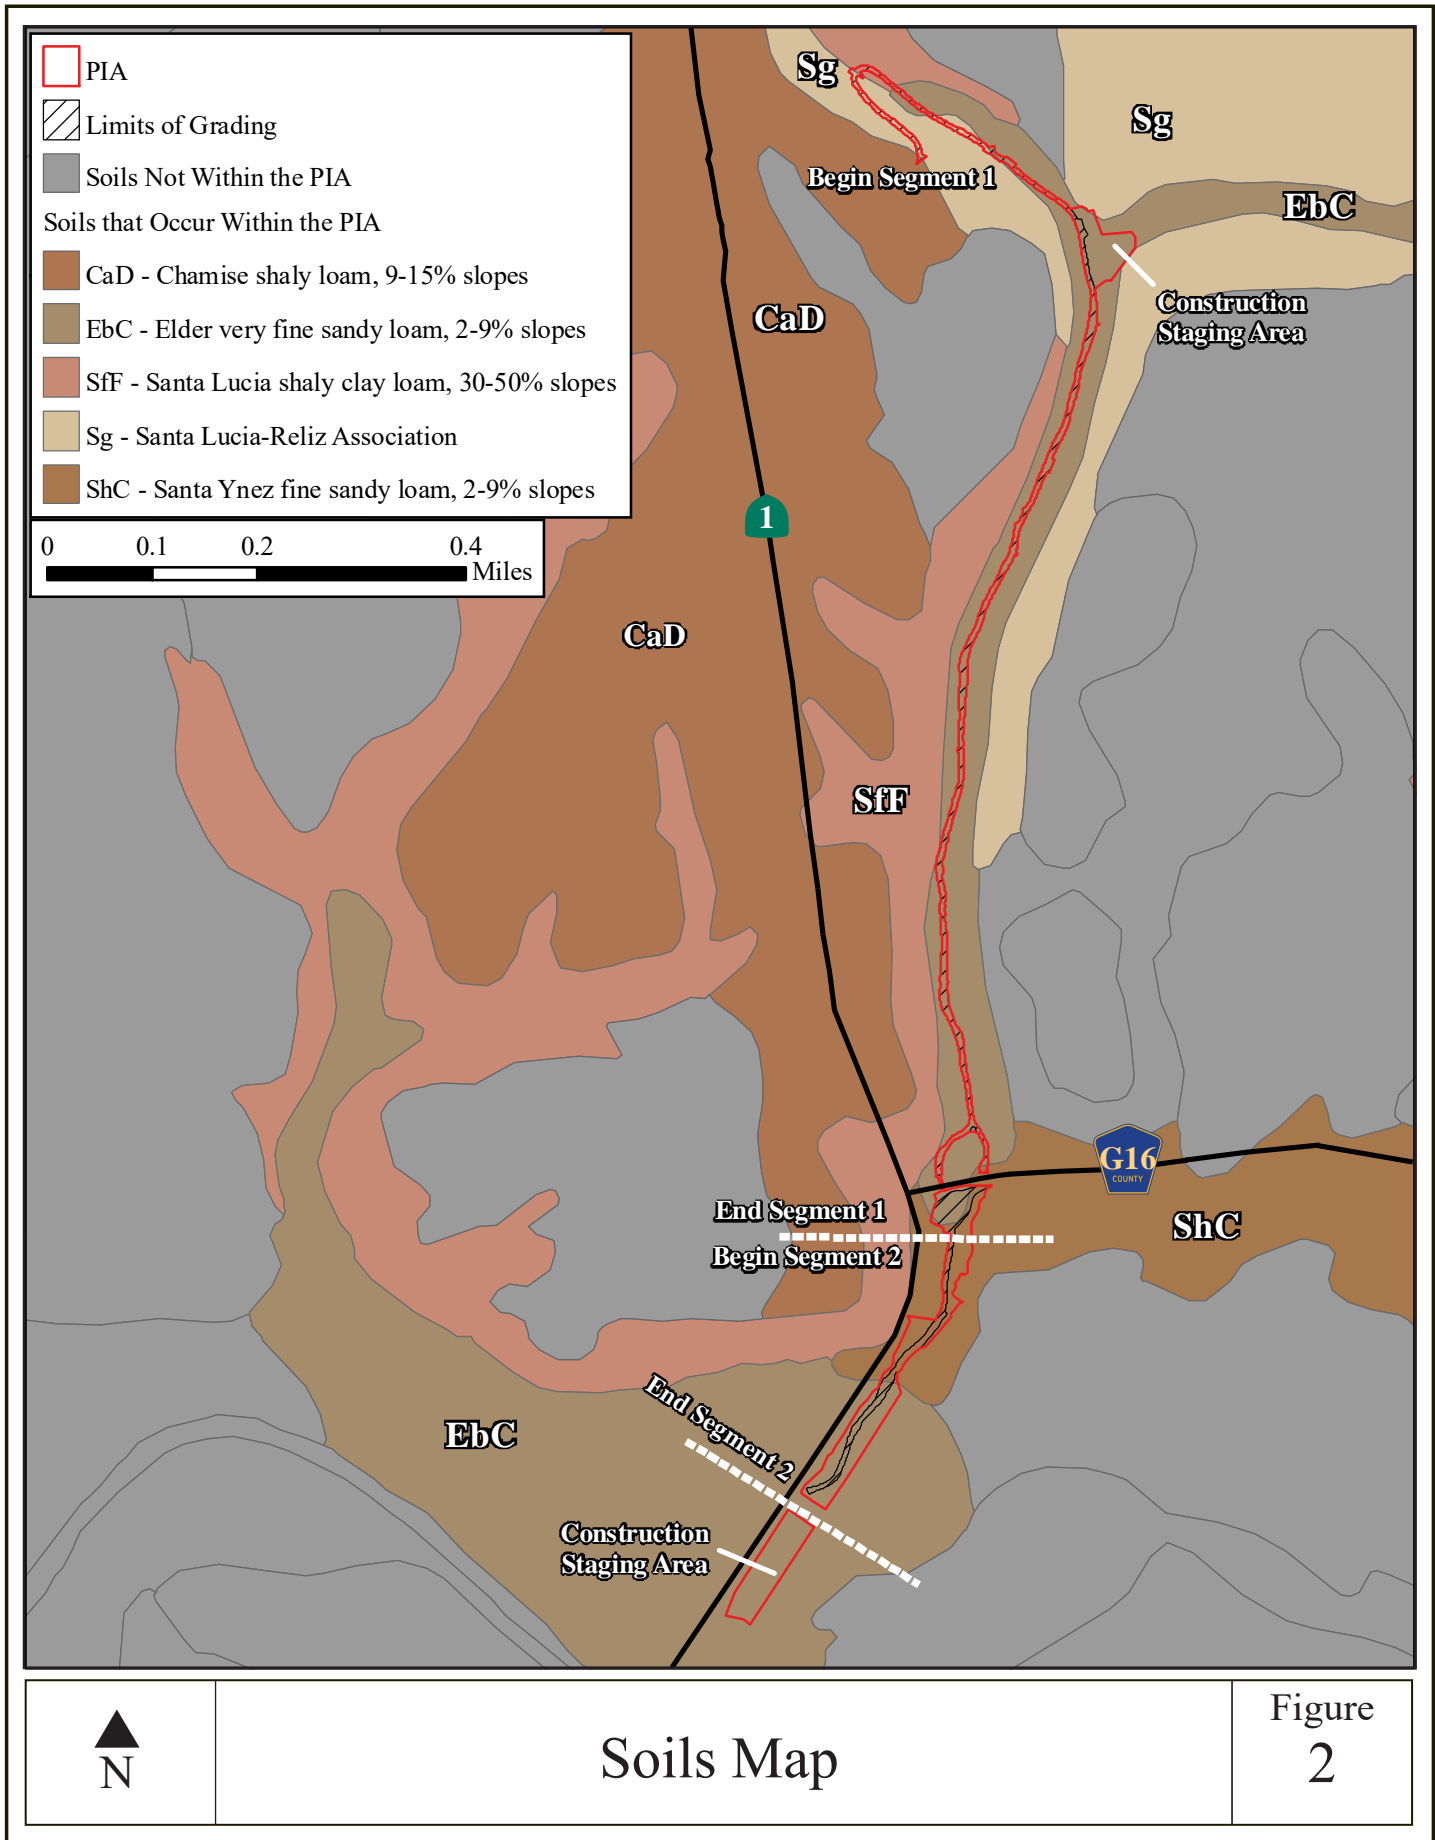 PIA
Limits of Grading
Soils Not Within the PIA
Soils that Occur Within the PIA
CaD - Chamise shaly loam, 9-15% slopes
EbC - Elder very fine sandy loam, 2-9% slopes
SfF - Santa Lucia shaly clay loam, 30-50% slopes
Sg - Santa Lucia-Reliz Association
ShC - Santa Ynez fine sandy loam, 2-9% slopes
0 0.1 0.2 0.4
Miles
Sg
Sg
Begin Segment 1
EbC
Construction
Staging Area
CaD
1
CaD
SfF
G16
COUNTY
End Segment 1
Begin Segment 2
ShC
End Segment 2
EbC
Construction
Staging Area
N
Soils Map
Figure
2